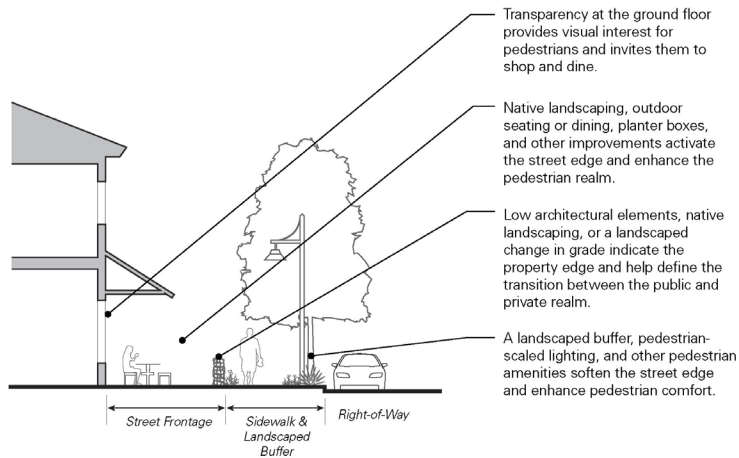 Transparency at the ground floor
provides visual interest for
pedestrians and invites them to
shop and dine.
Native landscaping, outdoor
seating or dining, planter boxes,
and other improvements activate
the street edge and enhance the
pedestrian realm.
Low architectural elements, native
landscaping, or a landscaped
change in grade indicate the
property edge and help define the
transition between the public and
private realm.
A landscaped buffer, pedestrian-
scaled lighting, and other pedestrian
amenities soften the street edge
and enhance pedestrian comfort.
Street Frontage
Sidewalk &
Landscaped
Buffer
Right-of-Way